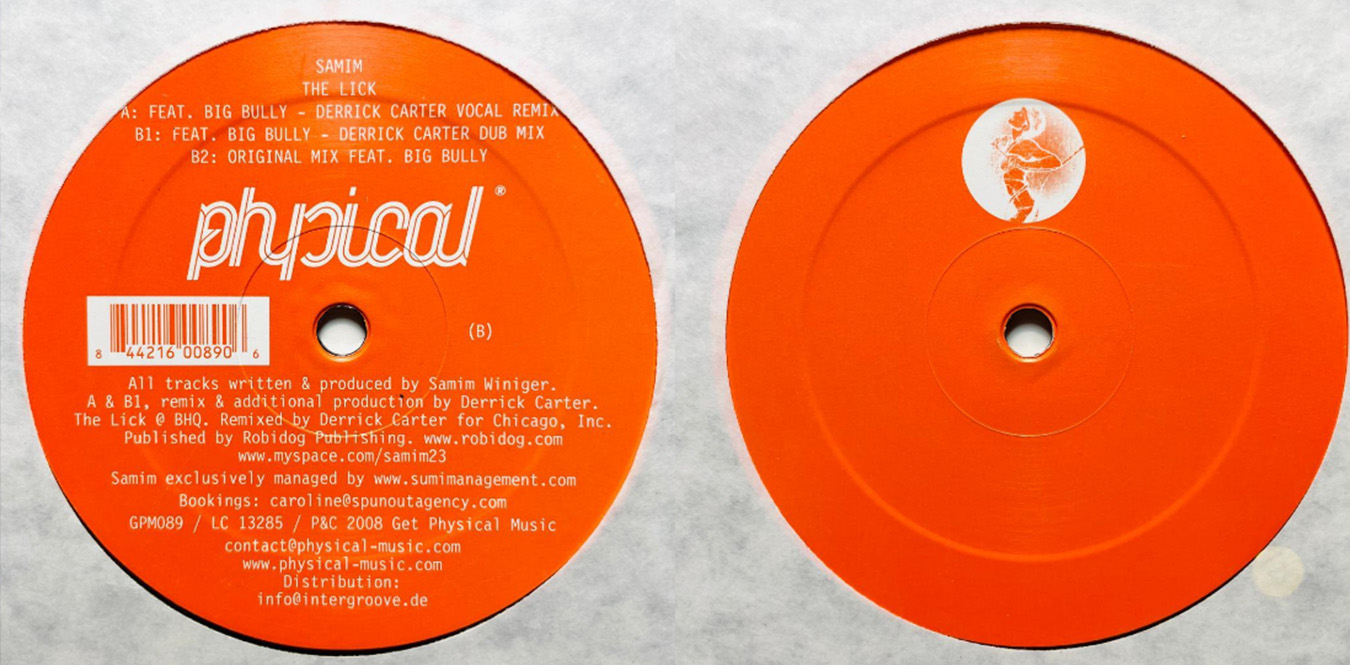 SAMIM
THE LICK
A: FEAT. BIG BULLY – DERRICK CARTER VOCAL REMIX
B1: FEAT. BIG BULLY – DERRICK CARTER DUB MIX
B2: ORIGINAL MIX FEAT. BIG BULLY
physical®
8 44216 00890 6
(B)
All tracks written & produced by Samim Winiger.
A & B1, remix & additional production by Derrick Carter.
The Lick @ BHQ. Remixed by Derrick Carter for Chicago, Inc.
Published by Robidog Publishing. www.robidog.com
www.myspace.com/samim23
Samim exclusively managed by www.sumimanagement.com
Bookings: caroline@spunoutagency.com
GPM089 / LC 13285 / P&C 2008 Get Physical Music
contact@physical-music.com
www.physical-music.com
Distribution:
info@intergroove.de